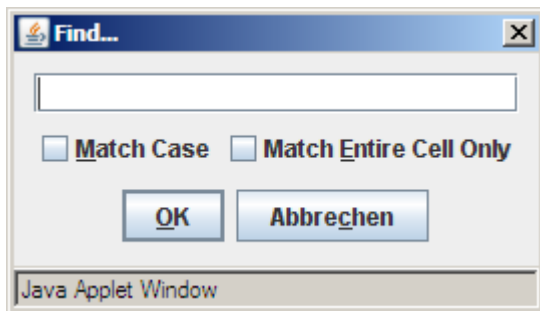 Find...
Match Case Match Entire Cell Only
OK Abbrechen
Java Applet Window